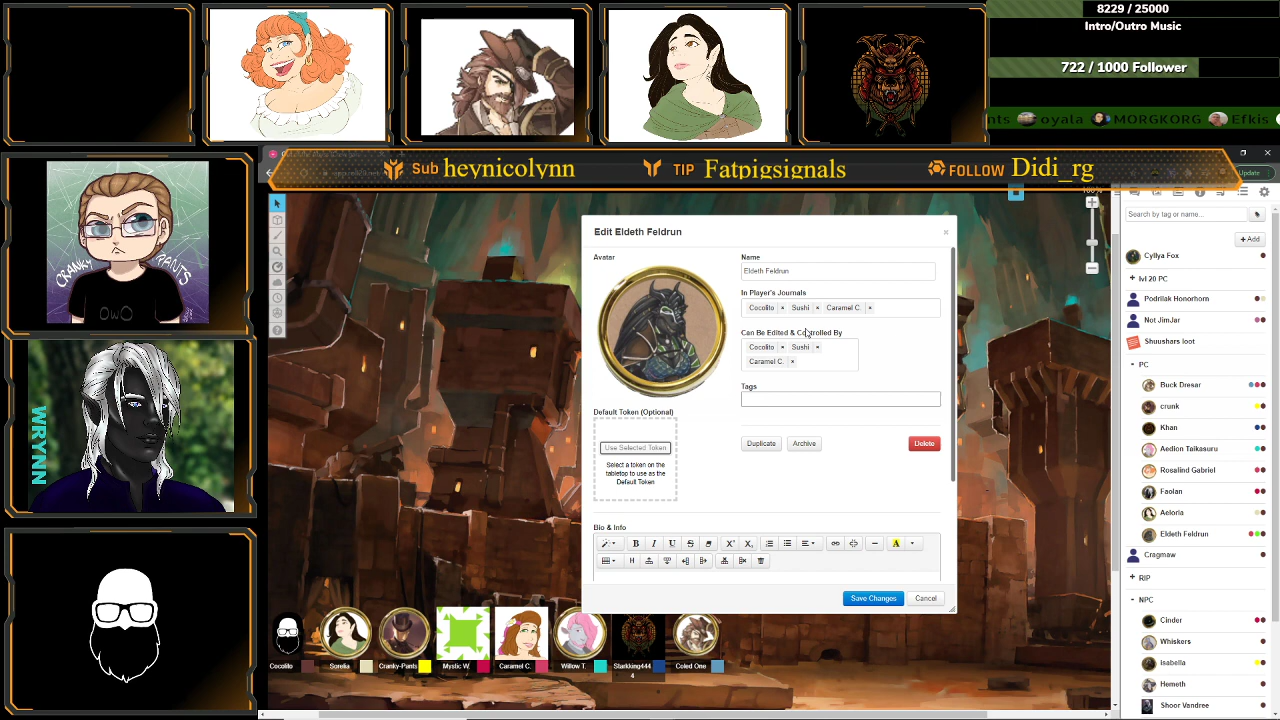 8229 / 25000
Intro/Outro Music
722 / 1000 Follower
oyala MORGKORG Efkis
Sub heynicolynn TIP Fatpigsignals FOLLOW Didi_rg
Update
100%
CRANKY PANTS
OwO
WRYNN
Edit Eldeth Feldrun
×
Avatar
Name
Eldeth Feldrun
In Player's Journals
Cocolito × Sushi × Caramel C. ×
Can Be Edited & Controlled By
Cocolito × Sushi ×
Caramel C. ×
Tags
Default Token (Optional)
Use Selected Token
Select a token on the
tabletop to use as the
Default Token
Duplicate Archive Delete
Bio & Info
B I U S
H
A
Save Changes Cancel
Search by tag or name...
+ Add
Cyllya Fox
+ lvl 20 PC
Podrilak Honorhorn
Not JimJar
Shuushars loot
- PC
Buck Dresar
crunk
Khan
Aedion Taikasuru
Rosalind Gabriel
Faolan
Aeloria
Eldeth Feldrun
Cragmaw
+ RIP
- NPC
Cinder
Whiskers
isabella
Hemeth
Shoor Vandree
Cocolito Sorelia Cranky-Pants Mystic W. Caramel C. Willow T. Starkking444
4
Coled One